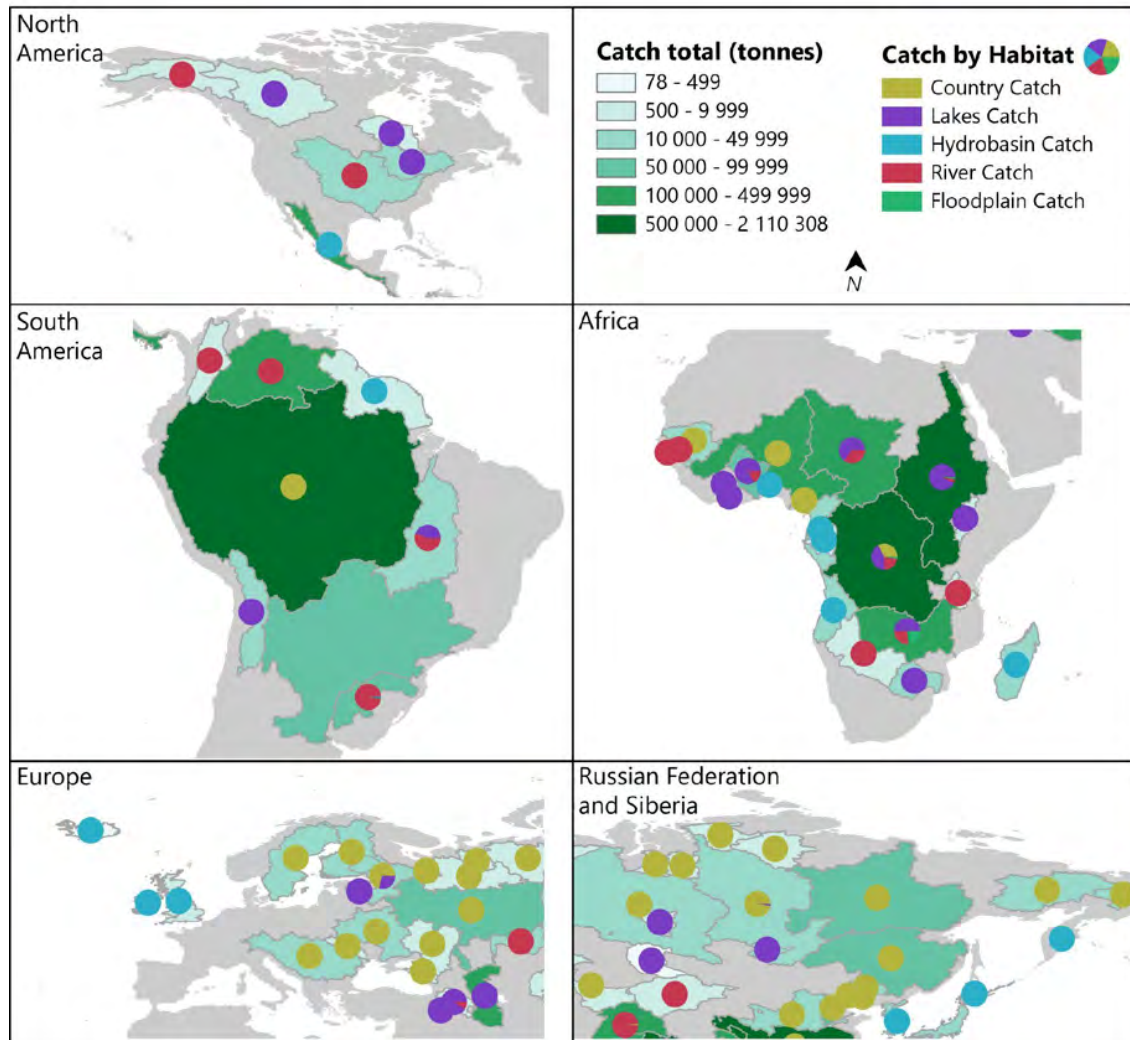 North
America
Catch total (tonnes)
78 - 499
500 - 9 999
10 000 - 49 999
50 000 - 99 999
100 000 - 499 999
500 000 - 2 110 308
Catch by Habitat
Country Catch
Lakes Catch
Hydrobasin Catch
River Catch
Floodplain Catch
N
South
America
Africa
Europe
Russian Federation
and Siberia